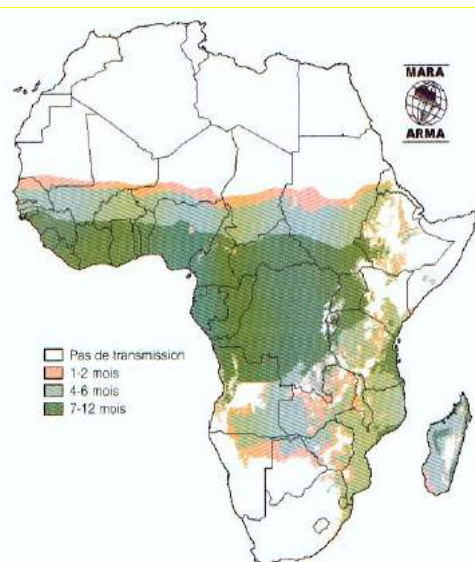 MARA
ARMA
Pas de transmission
1-2 mois
4-6 mois
7-12 mois